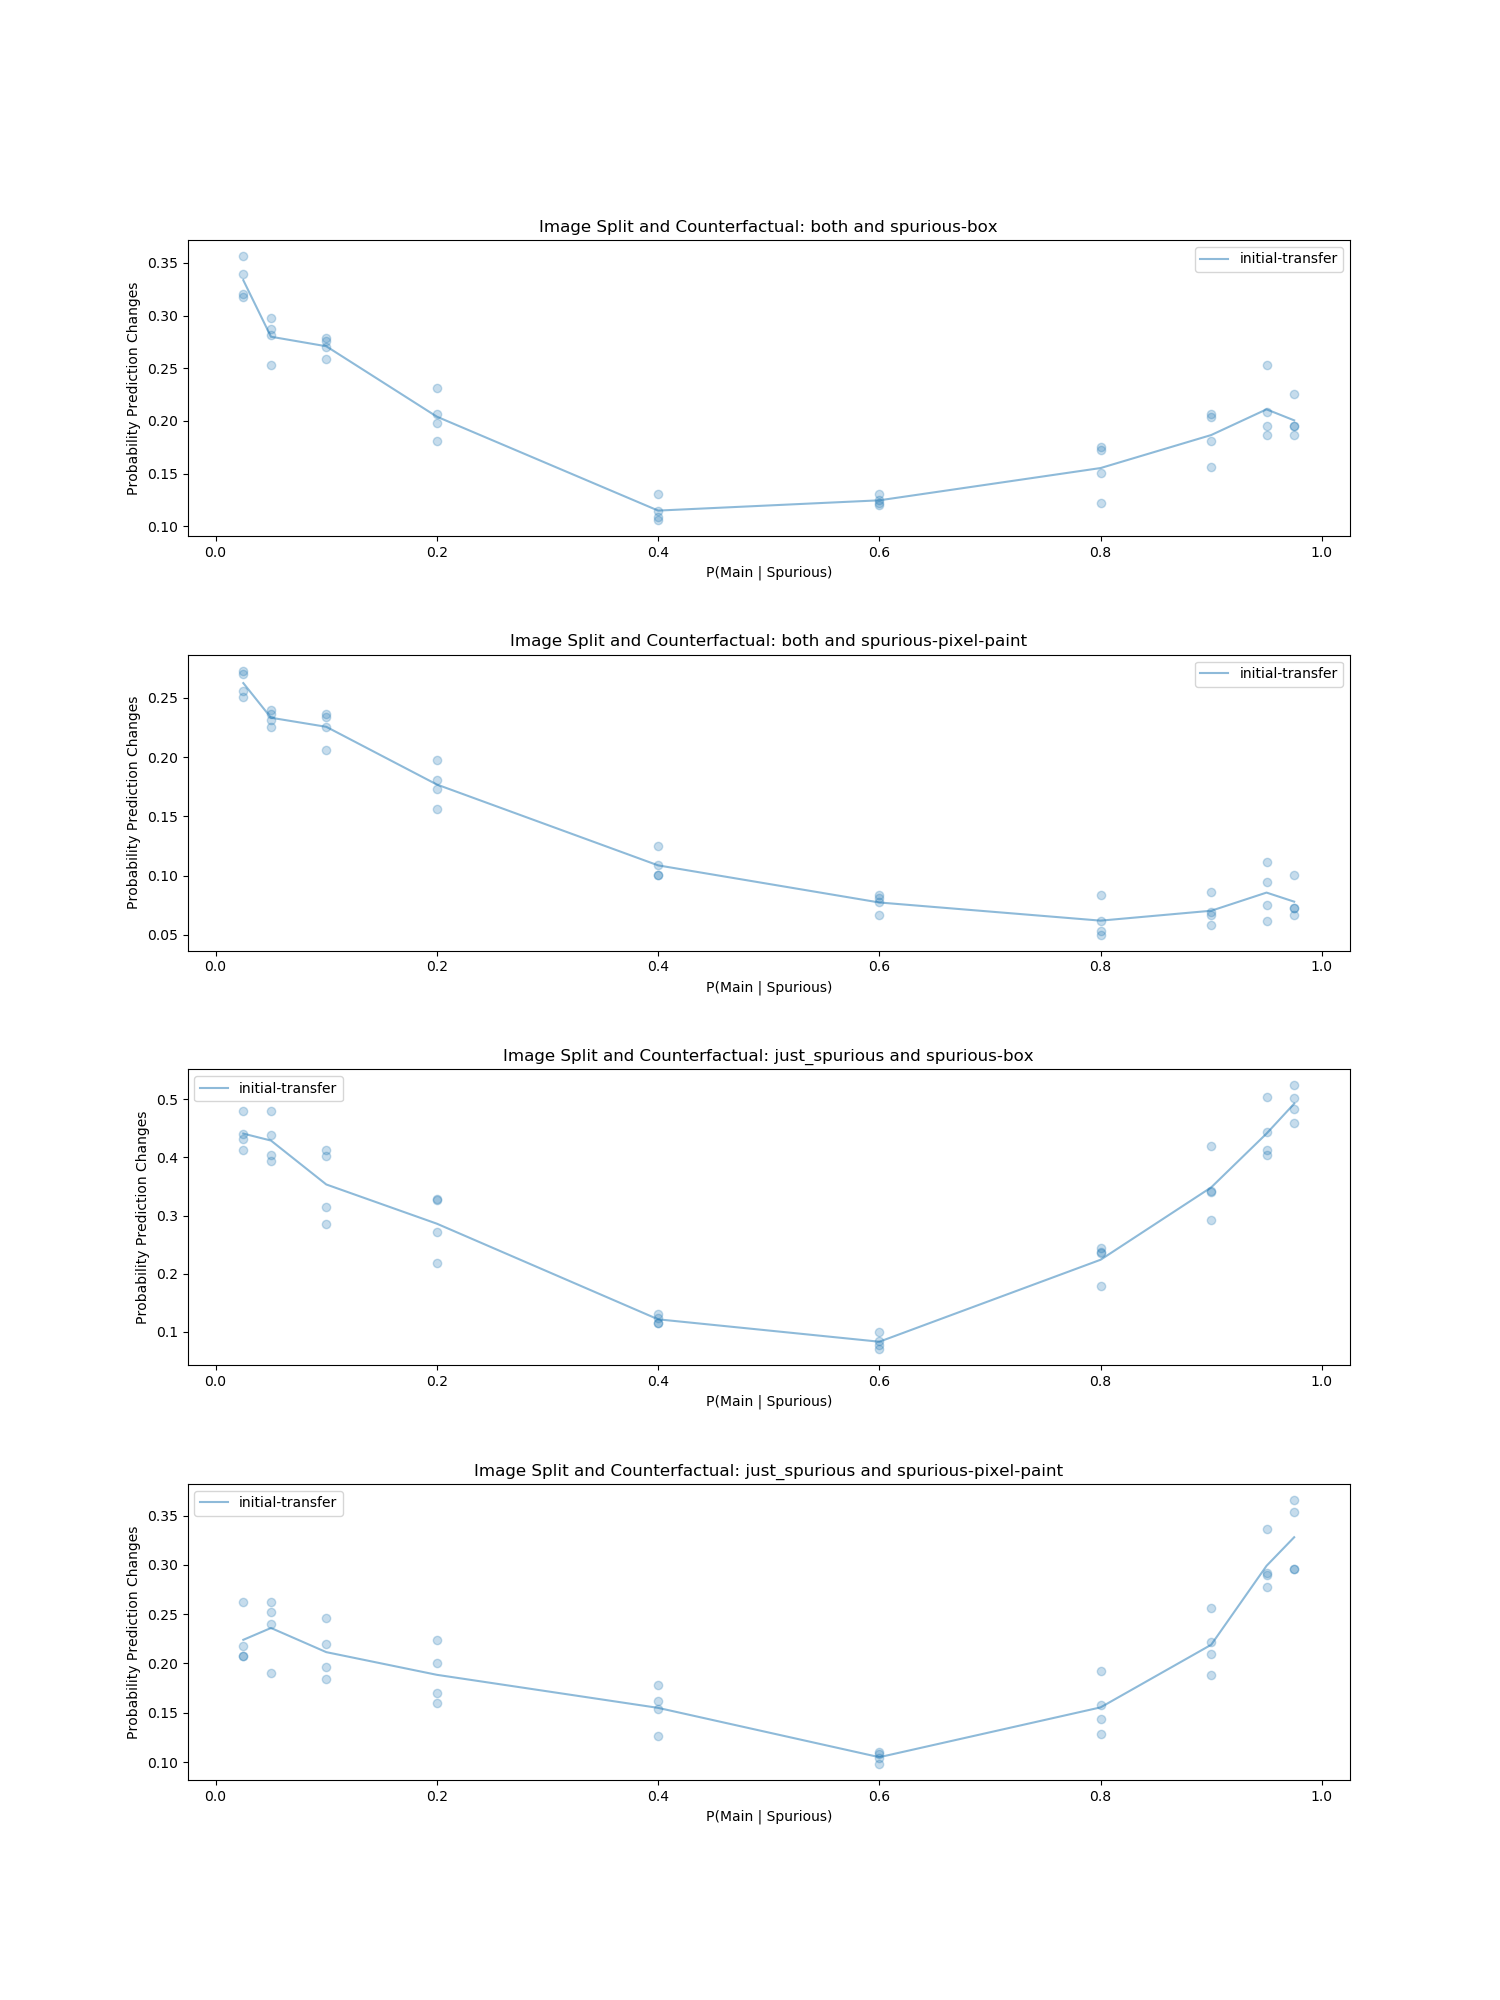 Image Split and Counterfactual: both and spurious-box
initial-transfer
Probability Prediction Changes
0.35
0.30
0.25
0.20
0.15
0.10
0.0 0.2 0.4 0.6 0.8 1.0
P(Main | Spurious)
Image Split and Counterfactual: both and spurious-pixel-paint
initial-transfer
Probability Prediction Changes
0.25
0.20
0.15
0.10
0.05
0.0 0.2 0.4 0.6 0.8 1.0
P(Main | Spurious)
Image Split and Counterfactual: just_spurious and spurious-box
initial-transfer
Probability Prediction Changes
0.5
0.4
0.3
0.2
0.1
0.0 0.2 0.4 0.6 0.8 1.0
P(Main | Spurious)
Image Split and Counterfactual: just_spurious and spurious-pixel-paint
initial-transfer
Probability Prediction Changes
0.35
0.30
0.25
0.20
0.15
0.10
0.0 0.2 0.4 0.6 0.8 1.0
P(Main | Spurious)